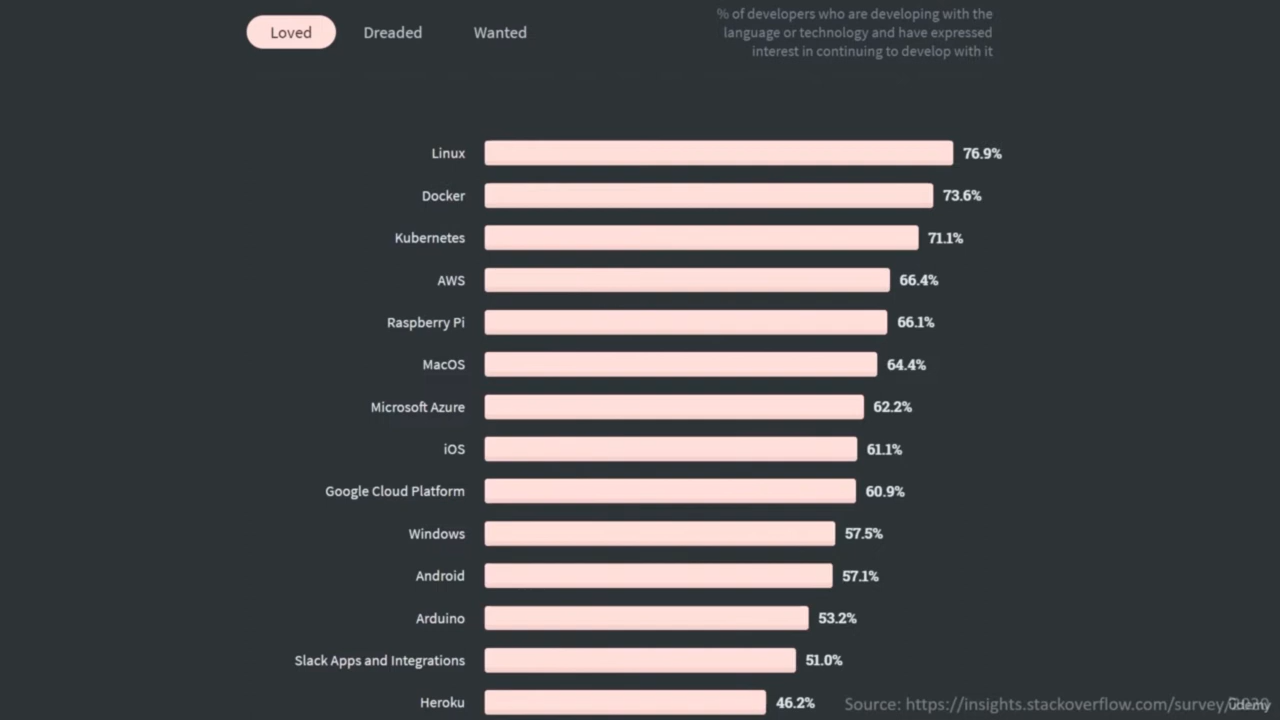 Loved
Dreaded
Wanted
% of developers who are developing with the
language or technology and have expressed
interest in continuing to develop with it
Linux 76.9%
Docker 73.6%
Kubernetes 71.1%
AWS 66.4%
Raspberry Pi 66.1%
MacOS 64.4%
Microsoft Azure 62.2%
iOS 61.1%
Google Cloud Platform 60.9%
Windows 57.5%
Android 57.1%
Arduino 53.2%
Slack Apps and Integrations 51.0%
Heroku 46.2%
Source: https://insights.stackoverflow.com/survey/2020
udemy